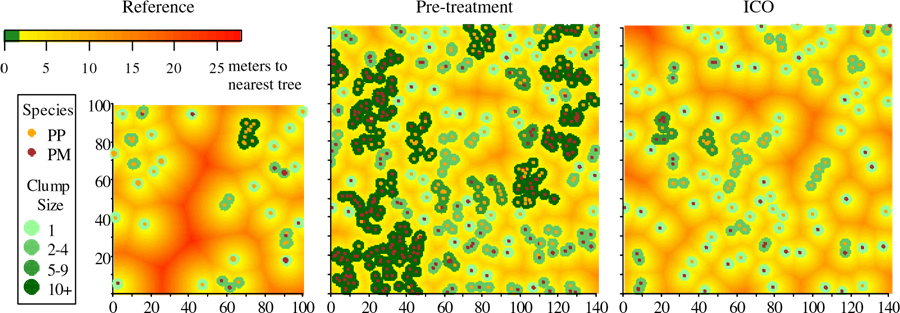 Reference
Pre-treatment
ICO
0 5 10 15 20 25 meters to
nearest tree
Species
PP
PM
Clump
Size
1
2-4
5-9
10+
100
80
60
40
20
0 20 40 60 80 100
0 20 40 60 80 100 120 140
0 20 40 60 80 100 120 140